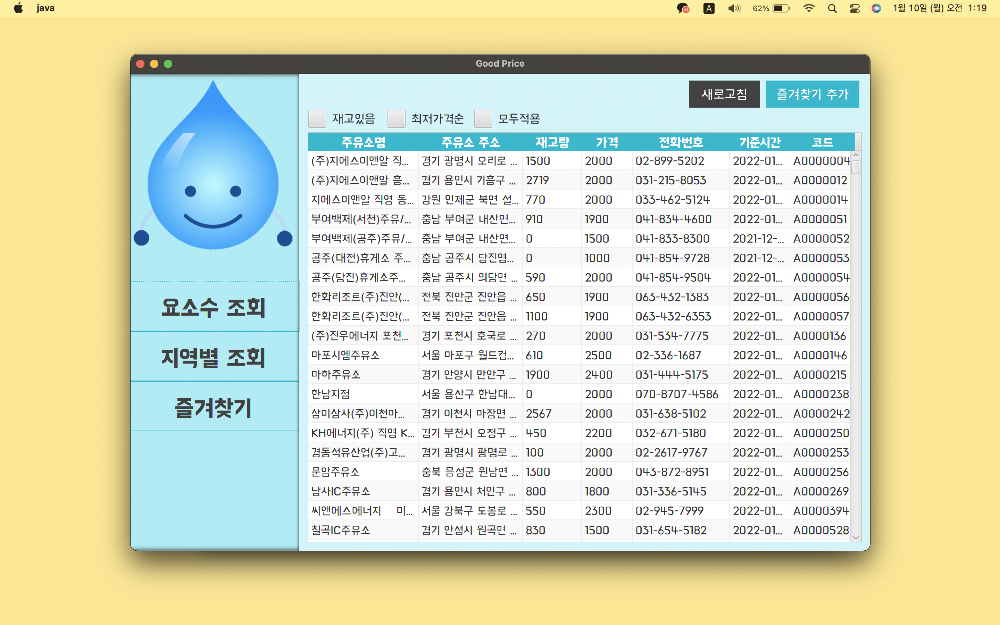 java
A 62% 1월 10일 (월) 오전 1:19
Good Price
새로고침 즐겨찾기 추가
재고있음 최저가격순 모두적용
주유소명 주유소 주소 재고량 가격 전화번호 기준시간 코드
(주)지에스이앤알 직... 경기 광명시 오리로 ... 1500 2000 02-899-5202 2022-01... A0000004
(주)지에스이앤알 흥... 경기 용인시 기흥구 ... 2719 2000 031-215-8053 2022-01... A0000012
지에스이앤알 직영 동... 강원 인제군 북면 설... 770 2000 033-462-5124 2022-01... A0000014
부여백제(서천)주유/... 충남 부여군 내산면... 910 1900 041-834-4600 2022-01... A0000051
부여백제(공주)주유/... 충남 부여군 내산면... 0 1500 041-833-8300 2021-12-... A0000052
공주(대전)휴게소 주... 충남 공주시 당진영... 0 1000 041-854-9728 2021-12-... A0000053
공주(당진)휴게소주... 충남 공주시 의당면 ... 590 2000 041-854-9504 2022-01... A0000054
한화리조트(주)진안(... 전북 진안군 진안읍 ... 650 1900 063-432-1383 2022-01... A0000056
한화리조트(주)진안(... 전북 진안군 진안읍 ... 1100 1900 063-432-6353 2022-01... A0000057
(주)진우에너지 포천... 경기 포천시 호국로 ... 270 2000 031-534-7775 2022-01... A0000136
마포시엠주유소 서울 마포구 월드컵... 610 2500 02-336-1687 2022-01... A0000146
마하주유소 경기 안양시 만안구 ... 1900 2400 031-444-5175 2022-01... A0000215
한남지점 서울 용산구 한남대... 0 2000 070-8707-4586 2022-01... A0000238
삼미상사(주)이천마... 경기 이천시 마장면 ... 2567 2000 031-638-5102 2022-01... A0000242
KH에너지(주) 직영 K... 경기 부천시 오정구 ... 450 2200 032-671-5180 2022-01... A0000250
경동석유산업(주)고... 경기 광명시 광명로 ... 100 2000 02-2617-9767 2022-01... A0000253
문암주유소 충북 음성군 원남면 ... 1300 2000 043-872-8951 2022-01... A0000256
남사IC주유소 경기 용인시 처인구 ... 800 1800 031-336-5145 2022-01... A0000269
씨앤에스에너지 미... 서울 강북구 도봉로 ... 550 2300 02-945-7999 2022-01... A0000394
칠곡IC주유소 경기 안성시 원곡면 ... 830 1500 031-654-5182 2022-01... A0000528
요소수 조회
지역별 조회
즐겨찾기